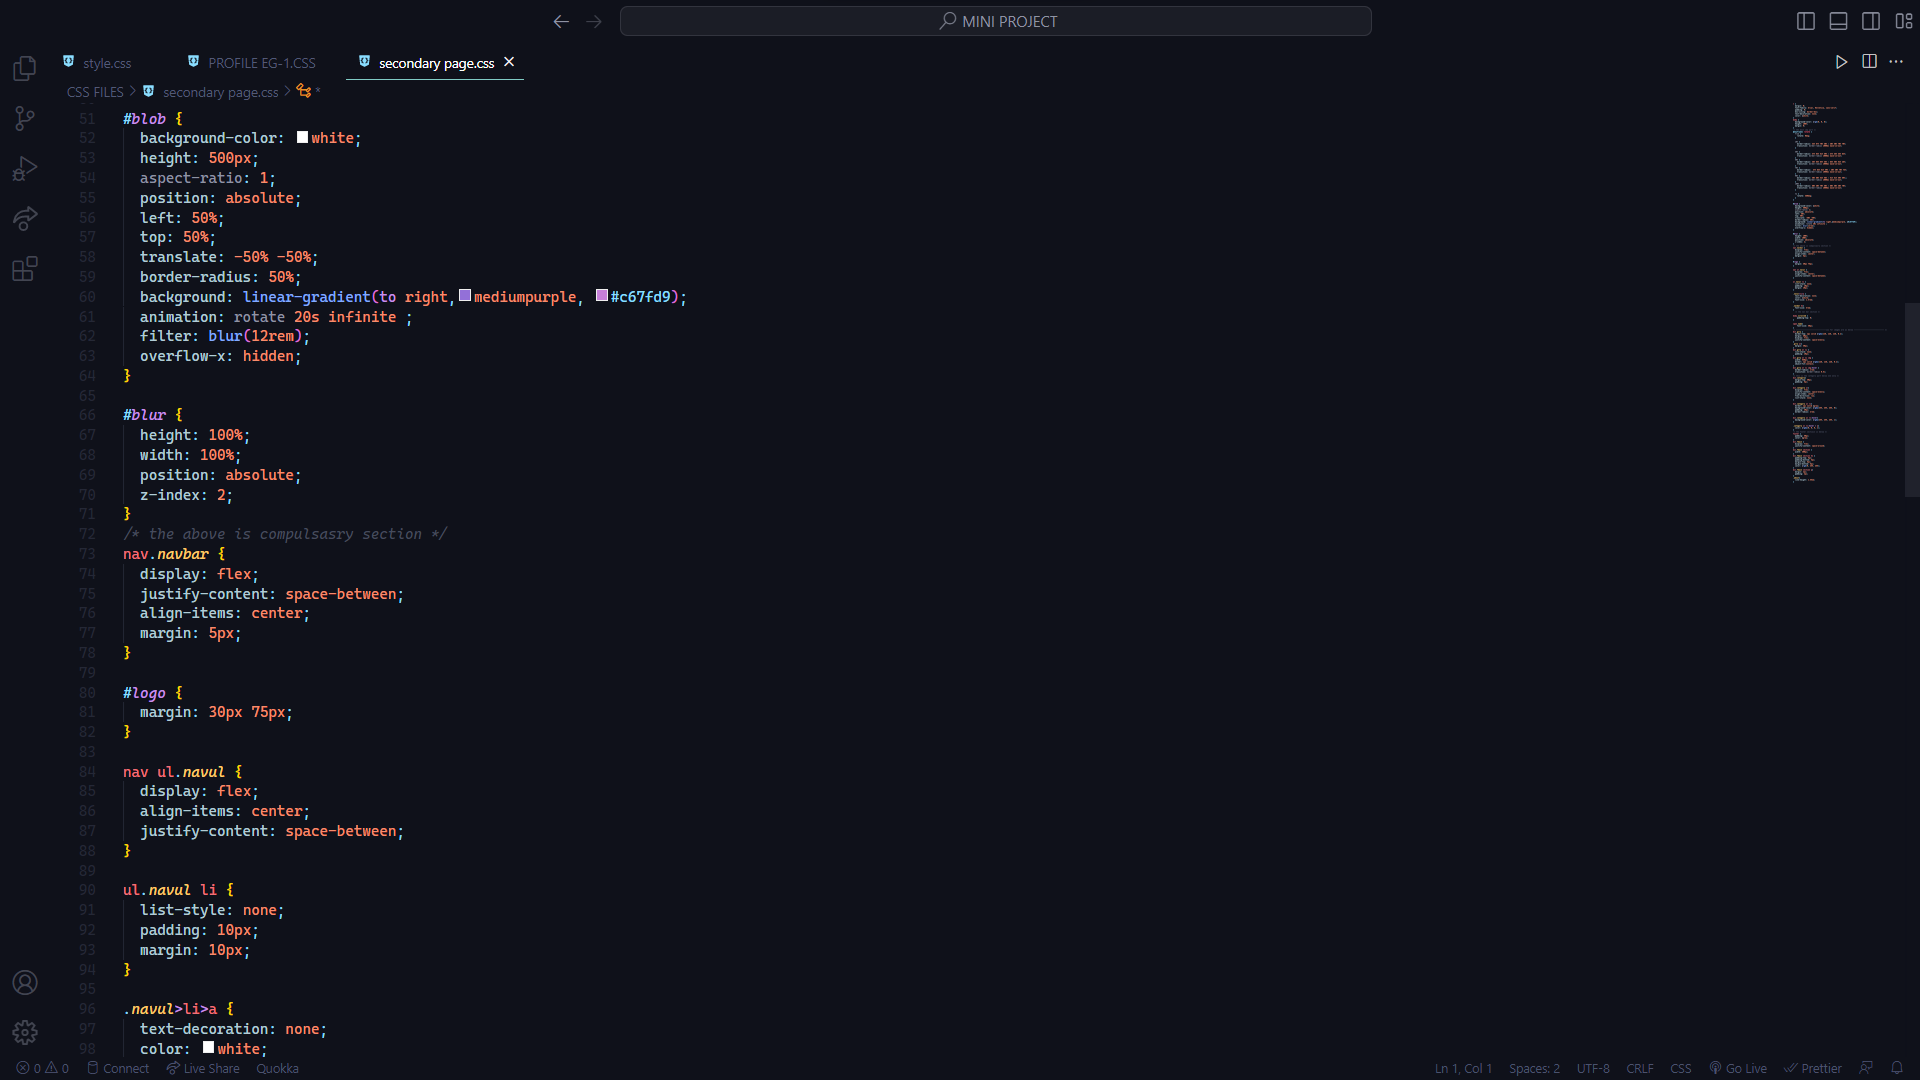 MINI PROJECT
style.css PROFILE EG-1.CSS secondary page.css
CSS FILES > secondary page.css > *
51 #blob {
52 background-color: white;
53 height: 500px;
54 aspect-ratio: 1;
55 position: absolute;
56 left: 50%;
57 top: 50%;
58 translate: -50% -50%;
59 border-radius: 50%;
60 background: linear-gradient(to right, mediumpurple, #c67fd9);
61 animation: rotate 20s infinite ;
62 filter: blur(12rem);
63 overflow-x: hidden;
64 }
65
66 #blur {
67 height: 100%;
68 width: 100%;
69 position: absolute;
70 z-index: 2;
71 }
72 /* the above is compulsasry section */
73 nav.navbar {
74 display: flex;
75 justify-content: space-between;
76 align-items: center;
77 margin: 5px;
78 }
79
80 #logo {
81 margin: 30px 75px;
82 }
83
84 nav ul.navul {
85 display: flex;
86 align-items: center;
87 justify-content: space-between;
88 }
89
90 ul.navul li {
91 list-style: none;
92 padding: 10px;
93 margin: 10px;
94 }
95
96 .navul>li>a {
97 text-decoration: none;
98 color: white;
0 0 Connect Live Share Quokka Ln 1, Col 1 Spaces: 2 UTF-8 CRLF CSS Go Live Prettier